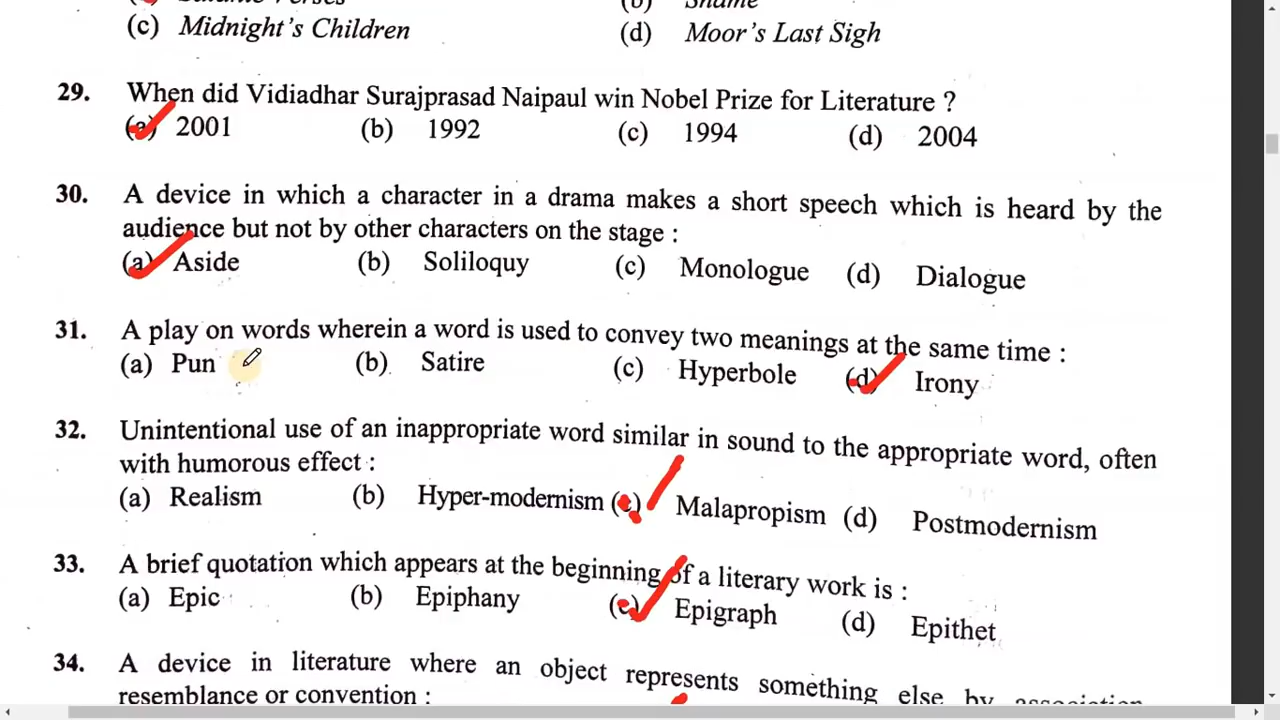 Satanic Verses (b) Shame
(c) Midnight's Children (d) Moor's Last Sigh
29. When did Vidiadhar Surajprasad Naipaul win Nobel Prize for Literature ?
(a) 2001 (b) 1992 (c) 1994 (d) 2004
30. A device in which a character in a drama makes a short speech which is heard by the
audience but not by other characters on the stage :
(a) Aside (b) Soliloquy (c) Monologue (d) Dialogue
31. A play on words wherein a word is used to convey two meanings at the same time :
(a) Pun (b) Satire (c) Hyperbole (d) Irony
32. Unintentional use of an inappropriate word similar in sound to the appropriate word, often
with humorous effect :
(a) Realism (b) Hyper-modernism (c) Malapropism (d) Postmodernism
33. A brief quotation which appears at the beginning of a literary work is :
(a) Epic (b) Epiphany (c) Epigraph (d) Epithet
34. A device in literature where an object represents something else by association,
resemblance or convention :